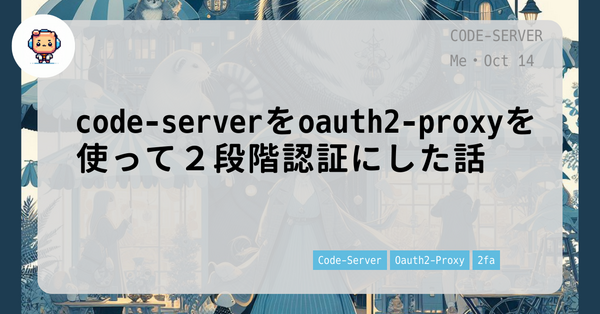 CODE-SERVER
Me・Oct 14
code-serverをoauth2-proxyを
使って２段階認証にした話
Code-Server Oauth2-Proxy 2fa